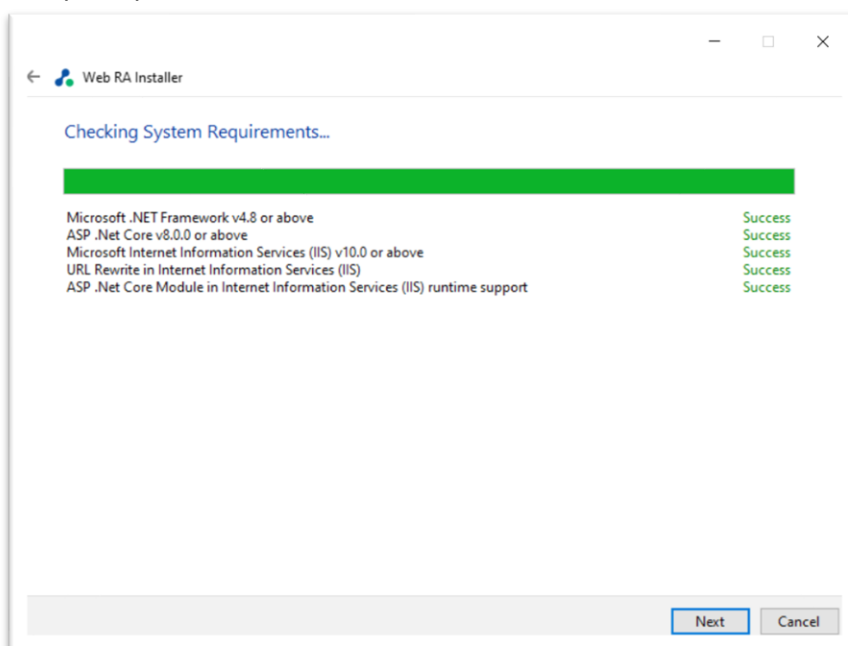 Web RA Installer
Checking System Requirements...
Microsoft .NET Framework v4.8 or above Success
ASP .Net Core v8.0.0 or above Success
Microsoft Internet Information Services (IIS) v10.0 or above Success
URL Rewrite in Internet Information Services (IIS) Success
ASP .Net Core Module in Internet Information Services (IIS) runtime support Success
Next Cancel